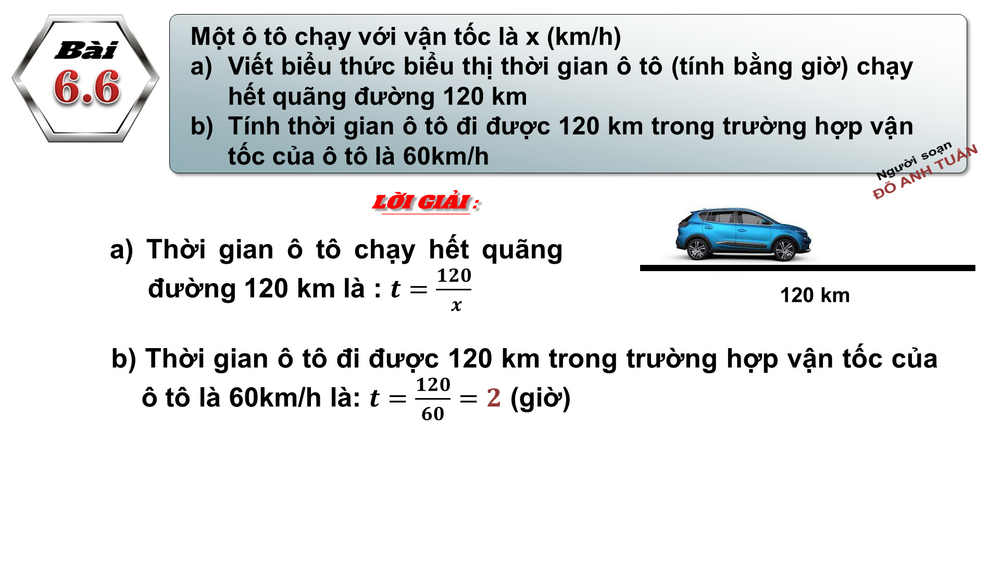 Bài
6.6
Một ô tô chạy với vận tốc là x (km/h)
a) Viết biểu thức biểu thị thời gian ô tô (tính bằng giờ) chạy
hết quãng đường 120 km
b) Tính thời gian ô tô đi được 120 km trong trường hợp vận
tốc của ô tô là 60km/h
Người soạn
ĐỖ ANH TUẤN
LỜI GIẢI :
a) Thời gian ô tô chạy hết quãng
đường 120 km là : t = 120/x
120 km
b) Thời gian ô tô đi được 120 km trong trường hợp vận tốc của
ô tô là 60km/h là: t = 120/60 = 2 (giờ)